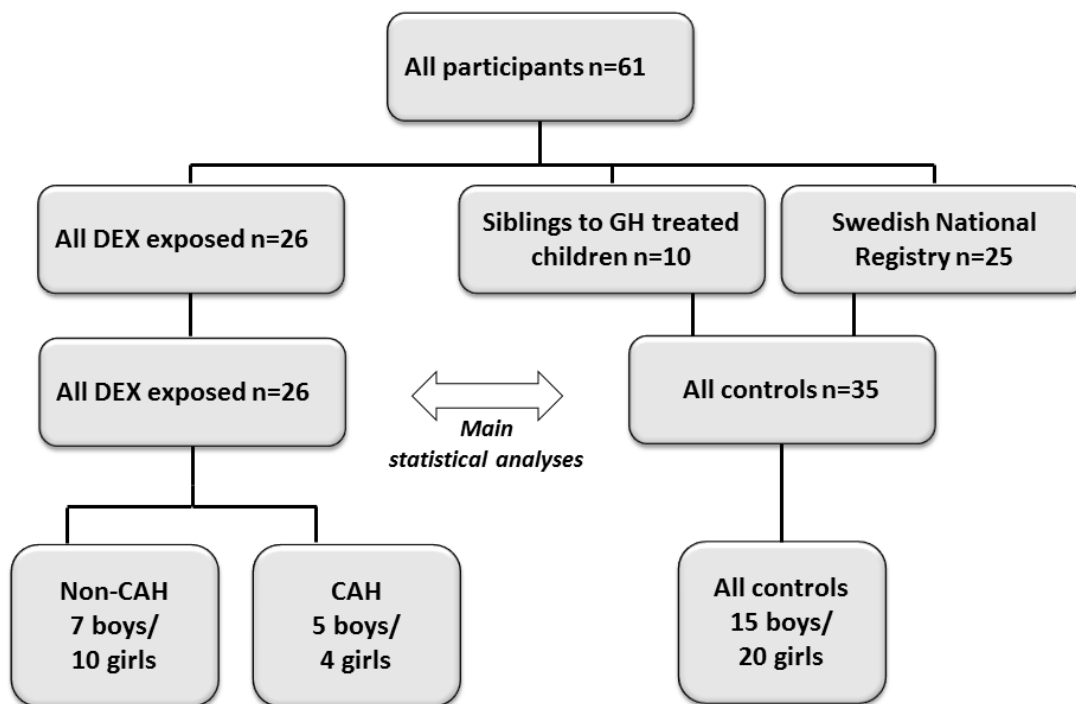 All participants n=61
All DEX exposed n=26
Siblings to GH treated
children n=10
Swedish National
Registry n=25
All DEX exposed n=26
Main
statistical analyses
All controls n=35
Non-CAH
7 boys/
10 girls
CAH
5 boys/
4 girls
All controls
15 boys/
20 girls